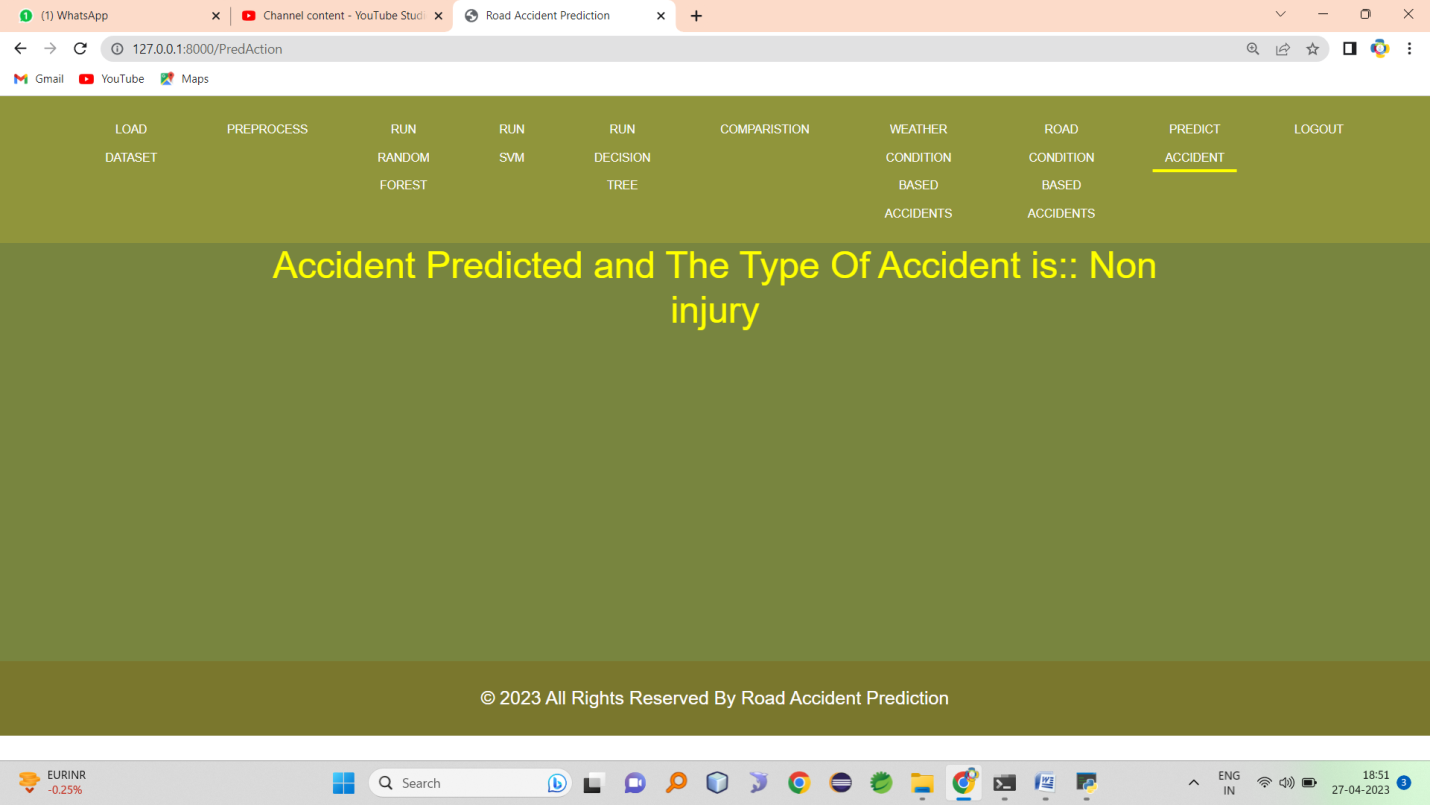 (1) WhatsApp
Channel content - YouTube Studi
Road Accident Prediction
127.0.0.1:8000/PredAction
Gmail YouTube Maps
LOAD DATASET
PREPROCESS
RUN RANDOM FOREST
RUN SVM
RUN DECISION TREE
COMPARISTION
WEATHER CONDITION BASED ACCIDENTS
ROAD CONDITION BASED ACCIDENTS
PREDICT ACCIDENT
LOGOUT
Accident Predicted and The Type Of Accident is:: Non
injury
© 2023 All Rights Reserved By Road Accident Prediction
EURINR
-0.25%
Search
ENG
IN
18:51
27-04-2023
3